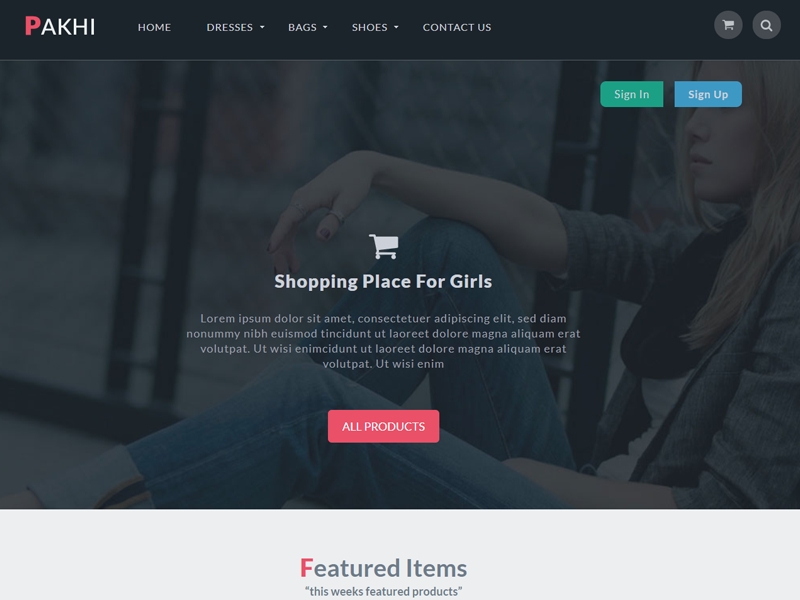 PAKHI
HOME DRESSES BAGS SHOES CONTACT US
Sign In Sign Up
Shopping Place For Girls
Lorem ipsum dolor sit amet, consectetuer adipiscing elit, sed diam
nonummy nibh euismod tincidunt ut laoreet dolore magna aliquam erat
volutpat. Ut wisi enimcidunt ut laoreet dolore magna aliquam erat
volutpat. Ut wisi enim
ALL PRODUCTS
Featured Items
“this weeks featured products”